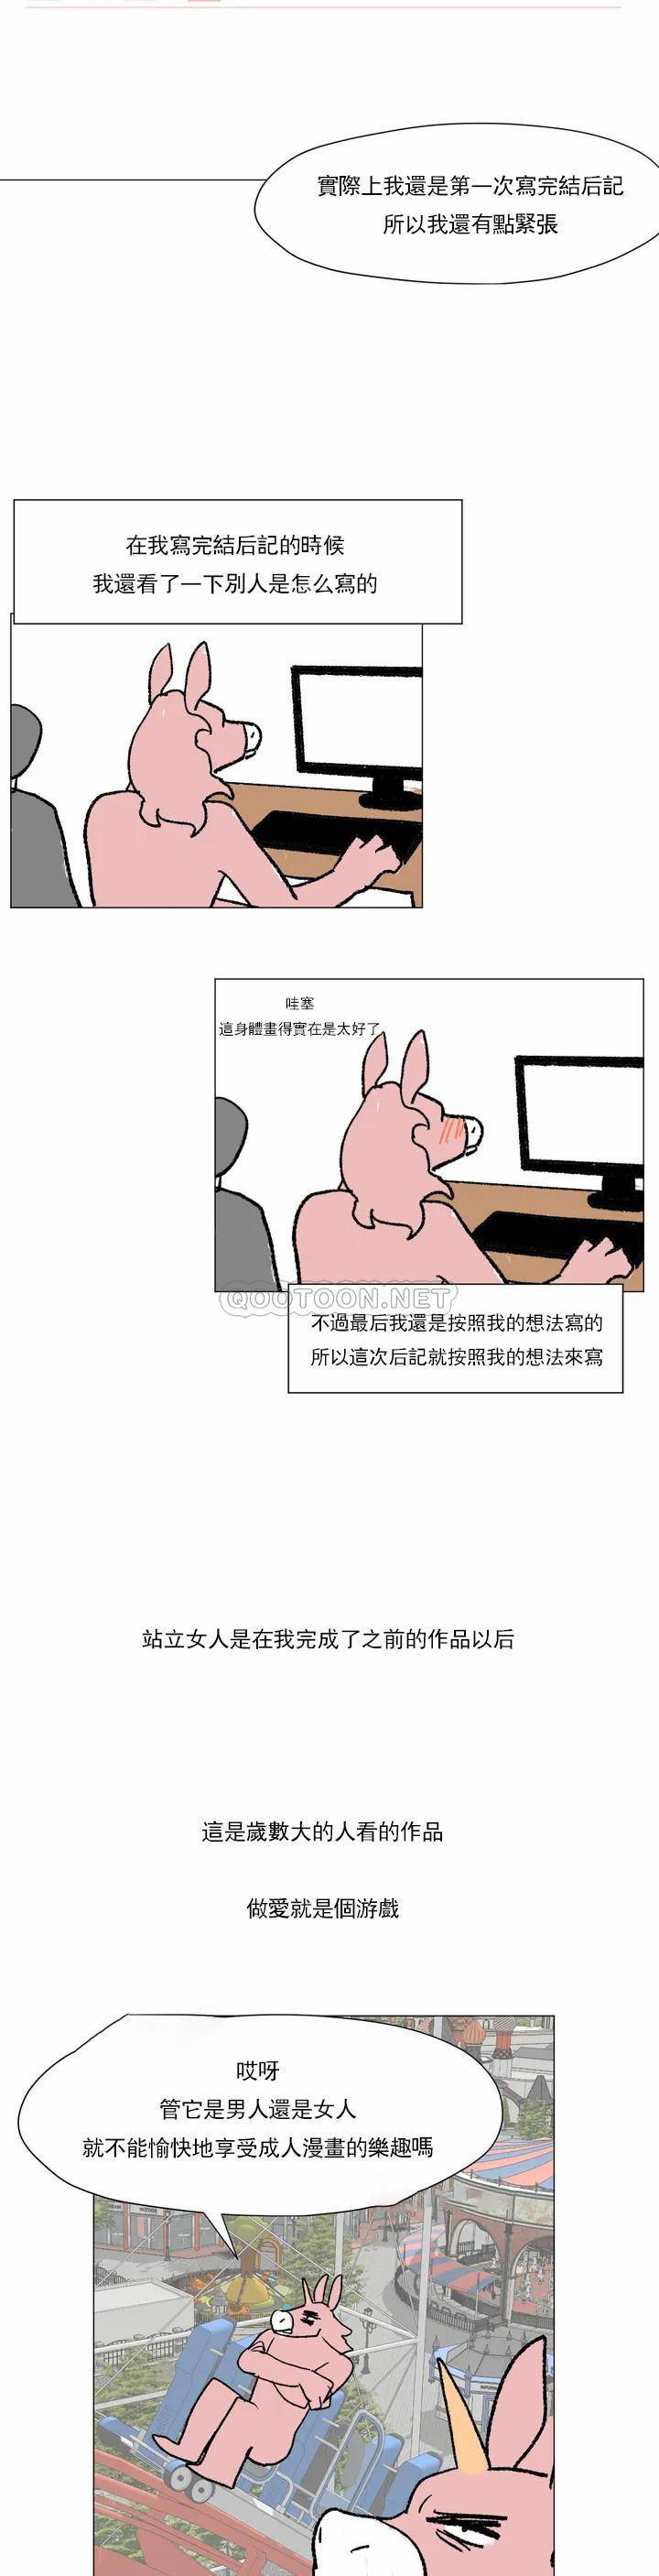 實際上我還是第一次寫完結后記
所以我還有點緊張
在我寫完結后記的時候
我還看了一下別人是怎么寫的
哇塞
這身體畫得實在是太好了
QOOTOON.NET
不過最后我還是按照我的想法寫的
所以這次后記就按照我的想法來寫
站立女人是在我完成了之前的作品以后
這是歲數大的人看的作品
做愛就是個游戲
哎呀
管它是男人還是女人
就不能愉快地享受成人漫畫的樂趣嗎